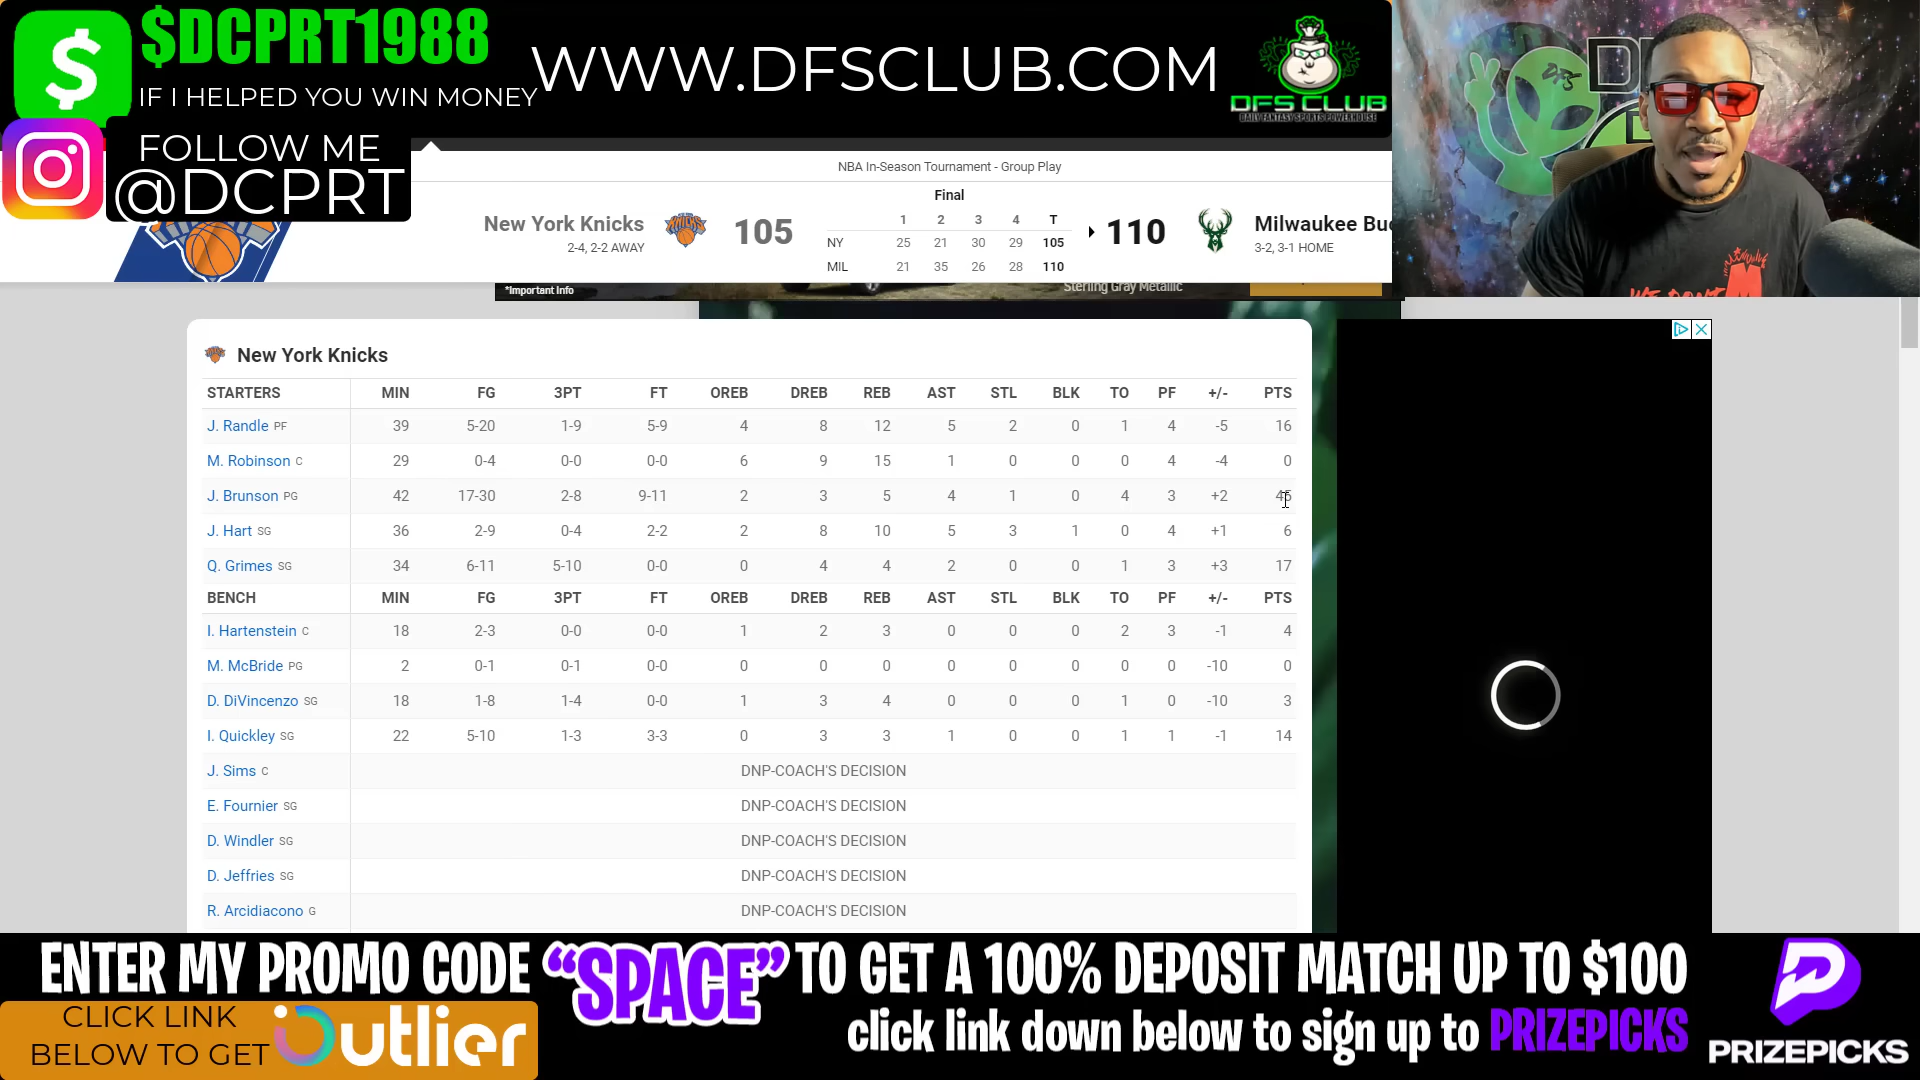 $DCPRT1988
IF I HELPED YOU WIN MONEY
WWW.DFSCLUB.COM
DFS CLUB
DAILY FANTASY SPORTS POWERHOUSE
FOLLOW ME
@DCPRT
NBA In-Season Tournament - Group Play
Final
New York Knicks 105
2-4, 2-2 AWAY
1 2 3 4 T
NY 25 21 30 29 105
MIL 21 35 26 28 110
110 Milwaukee Buc
3-2, 3-1 HOME
*Important Info
Sterling Gray Metallic
New York Knicks
STARTERS MIN FG 3PT FT OREB DREB REB AST STL BLK TO PF +/- PTS
J. Randle PF 39 5-20 1-9 5-9 4 8 12 5 2 0 1 4 -5 16
M. Robinson C 29 0-4 0-0 0-0 6 9 15 1 0 0 0 4 -4 0
J. Brunson PG 42 17-30 2-8 9-11 2 3 5 4 1 0 4 3 +2 45
J. Hart SG 36 2-9 0-4 2-2 2 8 10 5 3 1 0 4 +1 6
Q. Grimes SG 34 6-11 5-10 0-0 0 4 4 2 0 0 1 3 +3 17
BENCH MIN FG 3PT FT OREB DREB REB AST STL BLK TO PF +/- PTS
I. Hartenstein C 18 2-3 0-0 0-0 1 2 3 0 0 0 2 3 -1 4
M. McBride PG 2 0-1 0-1 0-0 0 0 0 0 0 0 0 0 -10 0
D. DiVincenzo SG 18 1-8 1-4 0-0 1 3 4 0 0 0 1 0 -10 3
I. Quickley SG 22 5-10 1-3 3-3 0 3 3 1 0 0 1 1 -1 14
J. Sims C DNP-COACH'S DECISION
E. Fournier SG DNP-COACH'S DECISION
D. Windler SG DNP-COACH'S DECISION
D. Jeffries SG DNP-COACH'S DECISION
R. Arcidiacono G DNP-COACH'S DECISION
ENTER MY PROMO CODE "SPACE" TO GET A 100% DEPOSIT MATCH UP TO $100
click link down below to sign up to PRIZEPICKS
CLICK LINK
BELOW TO GET Outlier
PRIZEPICKS